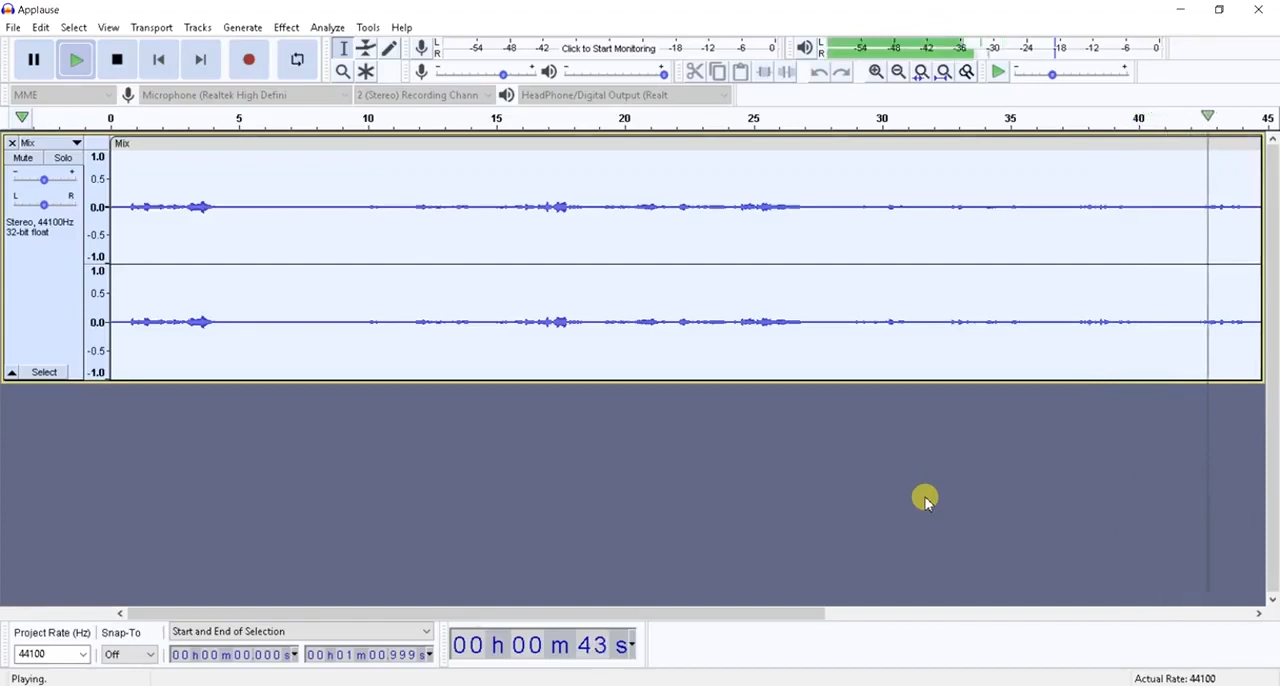 Applause
File Edit Select View Transport Tracks Generate Effect Analyze Tools Help
L R -54 -48 -42 Click to Start Monitoring -18 -12 -6 0 L R -54 -48 -42 -36 -30 -24 -18 -12 -6 0
MME Microphone (Realtek High Defini 2 (Stereo) Recording Chann HeadPhone/Digital Output (Realt
0 5 10 15 20 25 30 35 40 45
Mix Mix
Mute Solo
L R
Stereo, 44100Hz
32-bit float
1.0
0.5
0.0
-0.5
-1.0
1.0
0.5
0.0
-0.5
-1.0
Select
Project Rate (Hz) Snap-To Start and End of Selection
44100 Off 00 h 00 m 00.000 s 00 h 01 m 00.999 s 00 h 00 m 43 s
Playing. Actual Rate: 44100